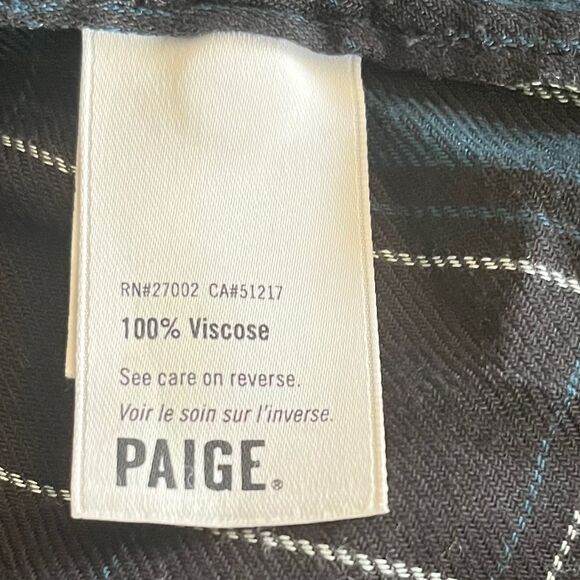 RN#27002 CA#51217
100% Viscose
See care on reverse.
Voir le soin sur l'inverse.
PAIGE®